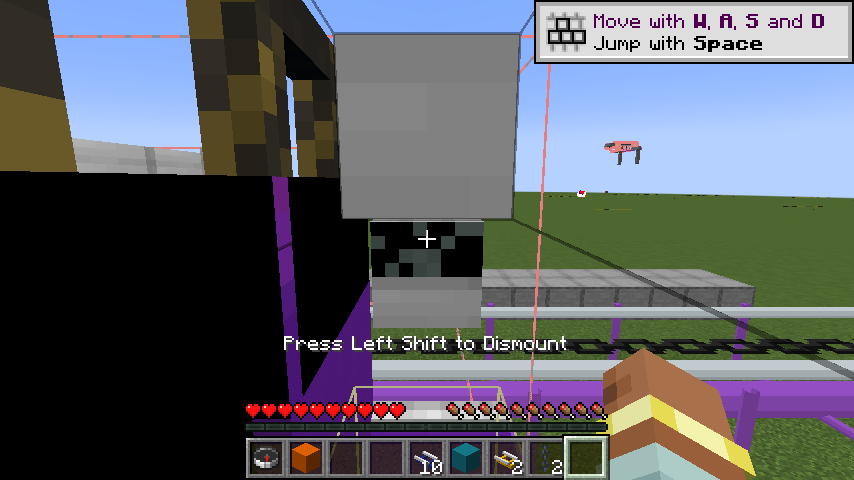 Move with W, A, S and D
Jump with Space
Press Left Shift to Dismount
10
2
2